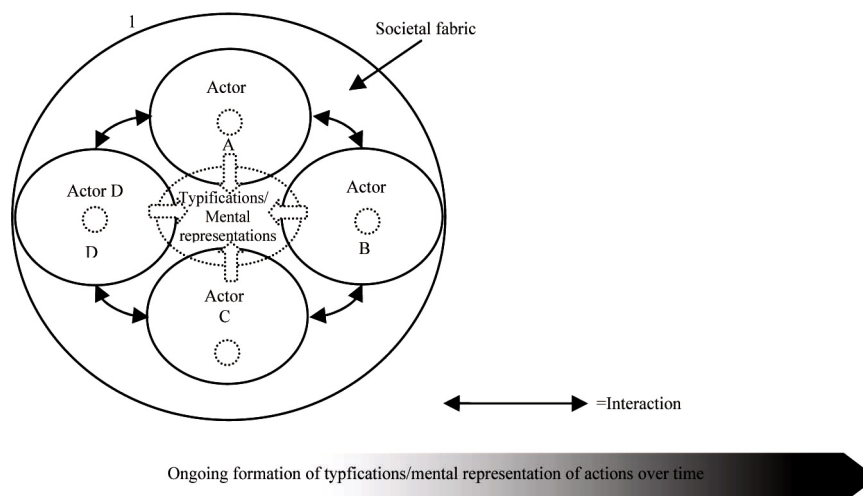 1
Societal fabric
Actor
A
Actor D
D
Typifications/
Mental
representations
Actor
B
Actor
C
=Interaction
Ongoing formation of typfications/mental representation of actions over time